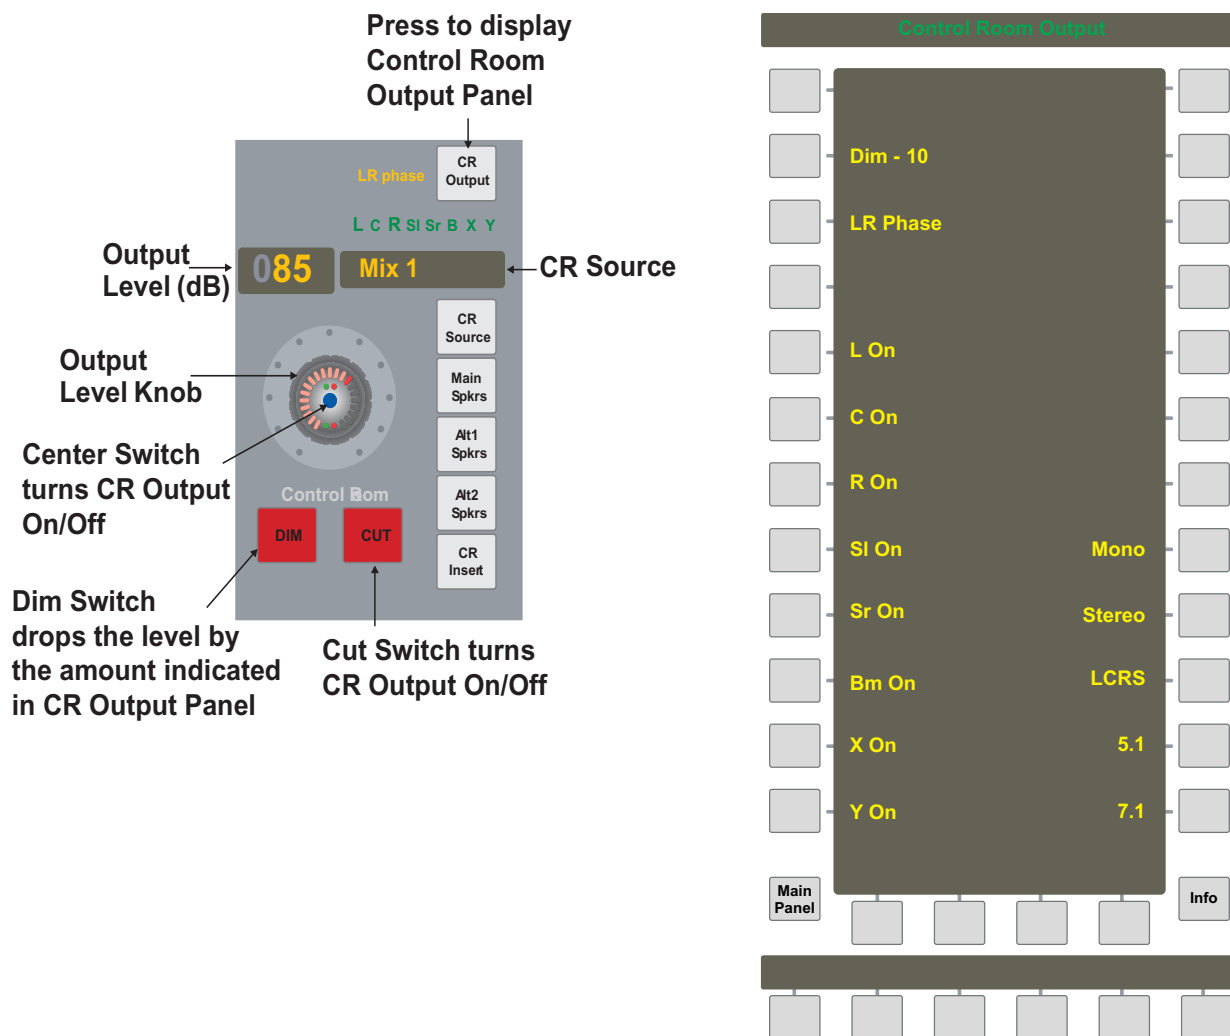 Press to display
Control Room
Output Panel
LR phase
CR
Output
L C R Sl Sr B X Y
Output
Level (dB)
085
Mix 1
CR Source
CR
Source
Output
Level Knob
Main
Spkrs
Alt1
Spkrs
Center Switch
turns CR Output
On/Off
Control Room
Alt2
Spkrs
DIM
CUT
CR
Insert
Dim Switch
drops the level by
the amount indicated
in CR Output Panel
Cut Switch turns
CR Output On/Off
Control Room Output
Dim - 10
LR Phase
L On
C On
R On
Sl On
Mono
Sr On
Stereo
Bm On
LCRS
X On
5.1
Y On
7.1
Main
Panel
Info